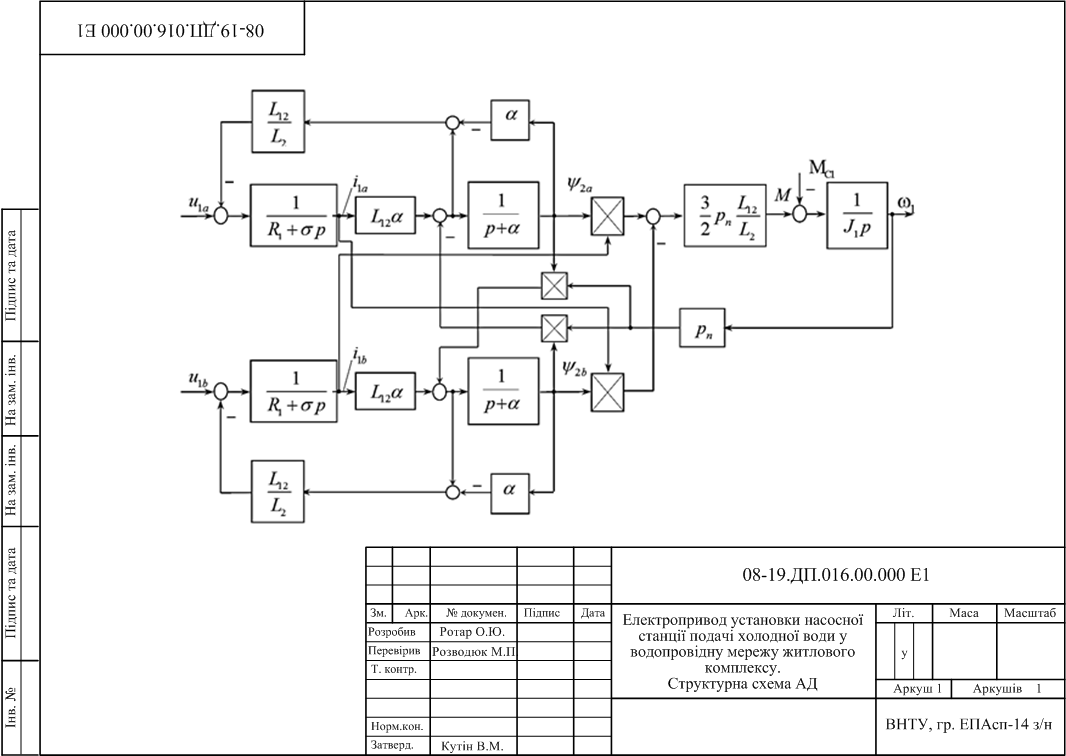 08-19.ДП.016.00.000 Е1
L₁₂
L₂
α
–
–
u₁ₐ
1
R₁ + σ p
i₁ₐ
L₁₂α
–
1
p+α
ψ₂ₐ
–
3
2
pₙ
L₁₂
L₂
M
M_C1
–
1
J₁p
ω₁
pₙ
u₁b
–
1
R₁ + σ p
i₁b
L₁₂α
1
p+α
ψ₂b
L₁₂
L₂
–
α
Підпис та дата
На зам. інв.
На зам. інв.
Підпис та дата
Інв. №
08-19.ДП.016.00.000 Е1
Зм. Арк. № докумен. Підпис Дата
Розробив Ротар О.Ю.
Перевірив Розводюк М.П
Т. контр.
Норм.кон.
Затверд. Кутін В.М.
Електропривод установки насосної
станції подачі холодної води у
водопровідну мережу житлового
комплексу.
Структурна схема АД
Літ. Маса Масштаб
у
Аркуш 1 Аркушів 1
ВНТУ, гр. ЕПАсп-14 з/н